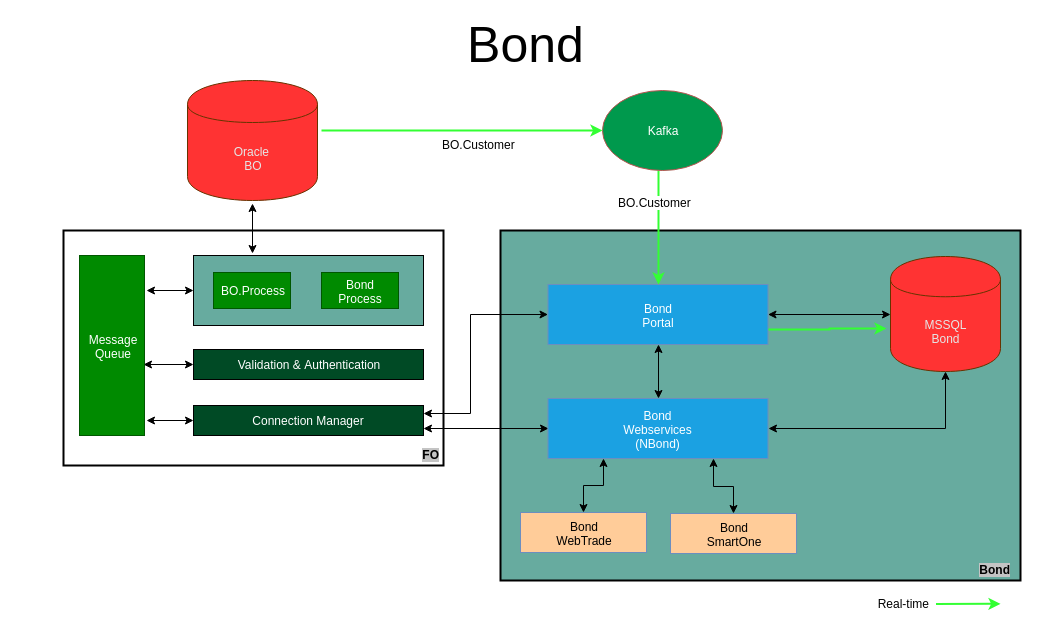 Bond
Oracle
BO
BO.Customer
Kafka
BO.Customer
Message
Queue
BO.Process
Bond
Process
Validation & Authentication
Connection Manager
FO
Bond
Portal
MSSQL
Bond
Bond
Webservices
(NBond)
Bond
WebTrade
Bond
SmartOne
Bond
Real-time